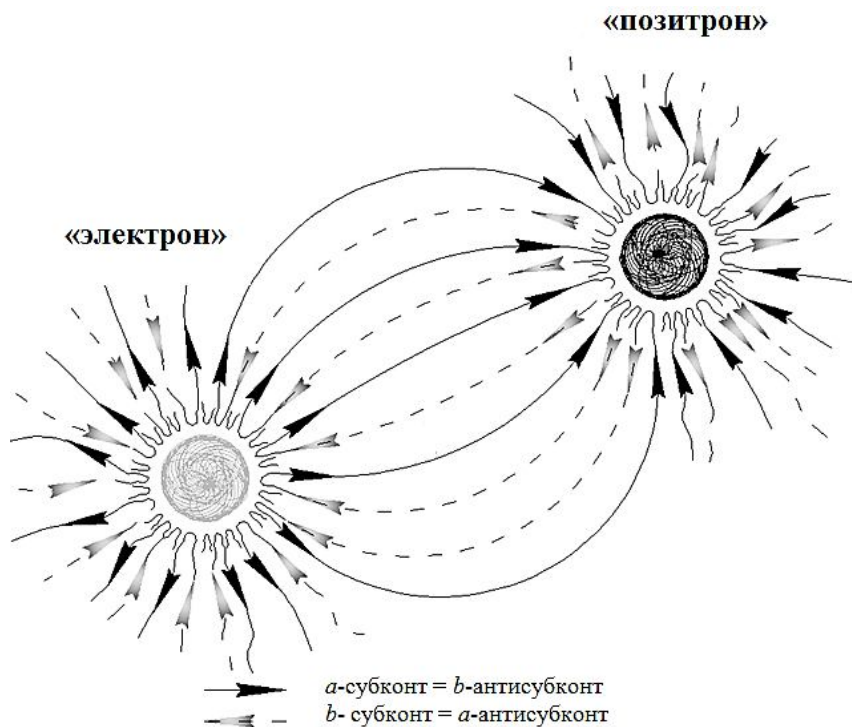 «позитрон»
«электрон»
a-субконт = b-антисубконт
b- субконт = a-антисубконт